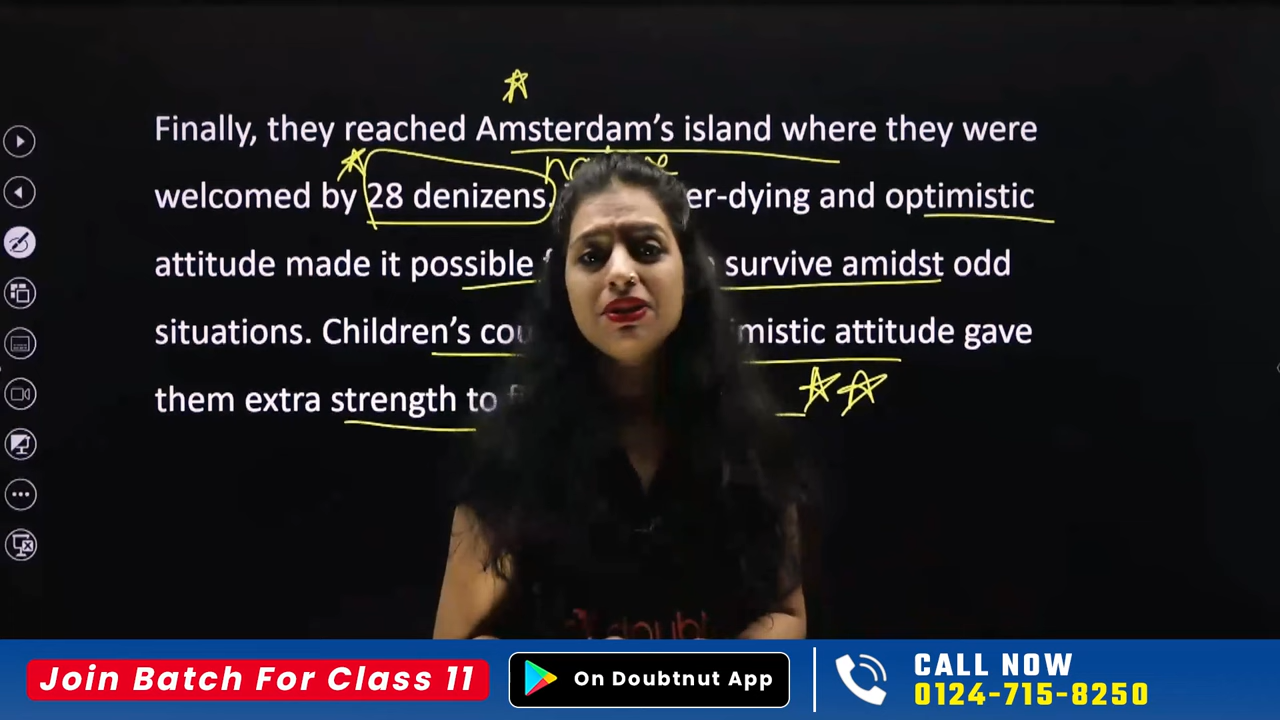 Finally, they reached Amsterdam's island where they were
welcomed by 28 denizens. er-dying and optimistic
attitude made it possible survive amidst odd
situations. Children's cou mistic attitude gave
them extra strength to
doubt
Join Batch For Class 11
On Doubtnut App
CALL NOW
0124-715-8250